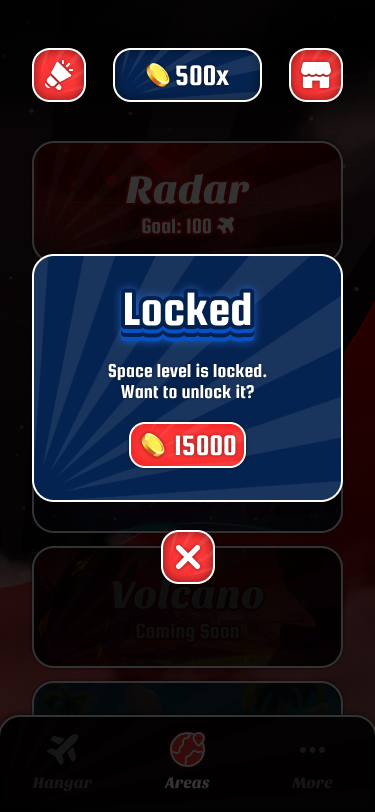 500x
Radar
Goal: 100
Locked
Space level is locked.
Want to unlock it?
15000
Volcano
Coming Soon
Hangar
Areas
More